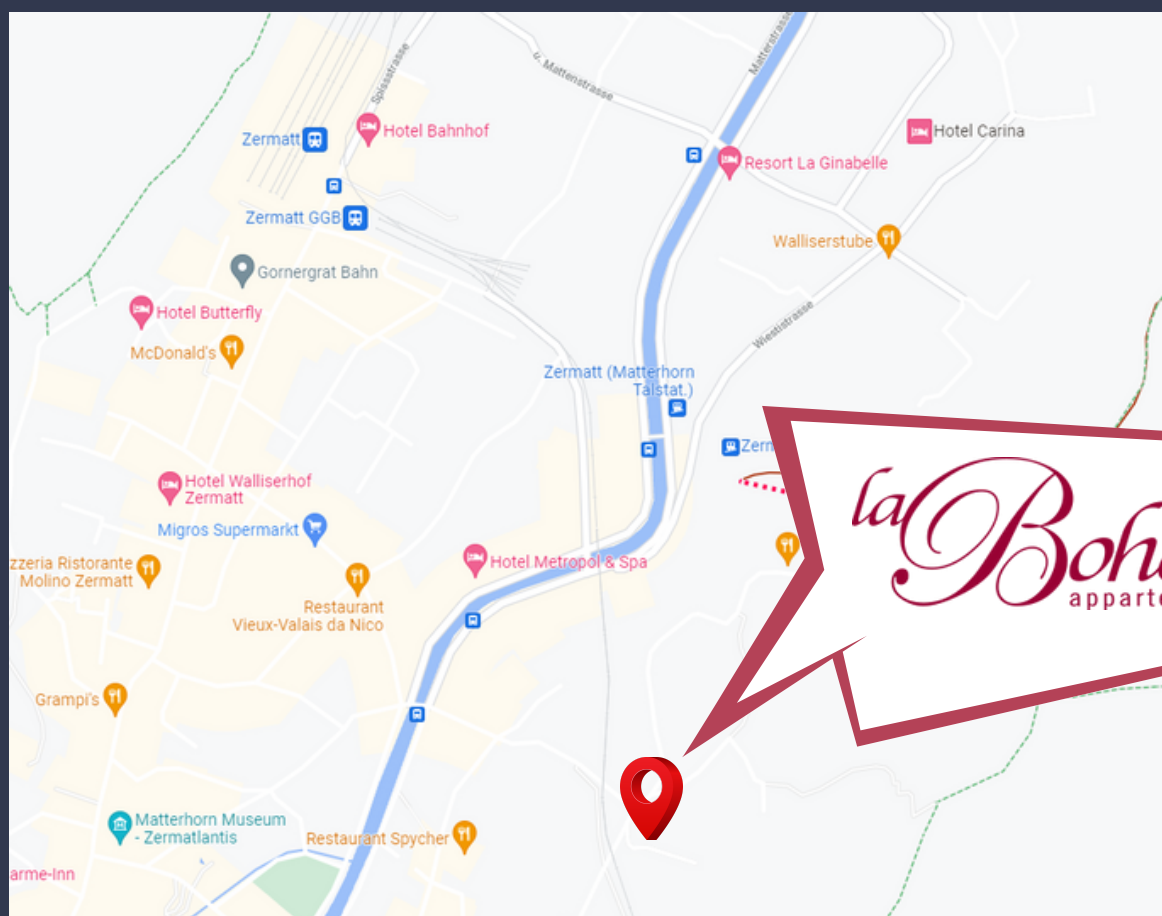 Matterstrasse
u. Mattenstrasse
Spissstrasse
Hotel Bahnhof
Zermatt
Hotel Carina
Resort La Ginabelle
Zermatt GGB
Walliserstube
Gornergrat Bahn
Hotel Butterfly
McDonald's
Wiestistrasse
Zermatt (Matterhorn
Talstat.)
Zern
Hotel Walliserhof
Zermatt
la Bohe
apparte
Migros Supermarkt
zzeria Ristorante
Molino Zermatt
Hotel Metropol & Spa
Restaurant
Vieux-Valais da Nico
Grampi's
Matterhorn Museum
- Zermatlantis
Restaurant Spycher
arme-Inn